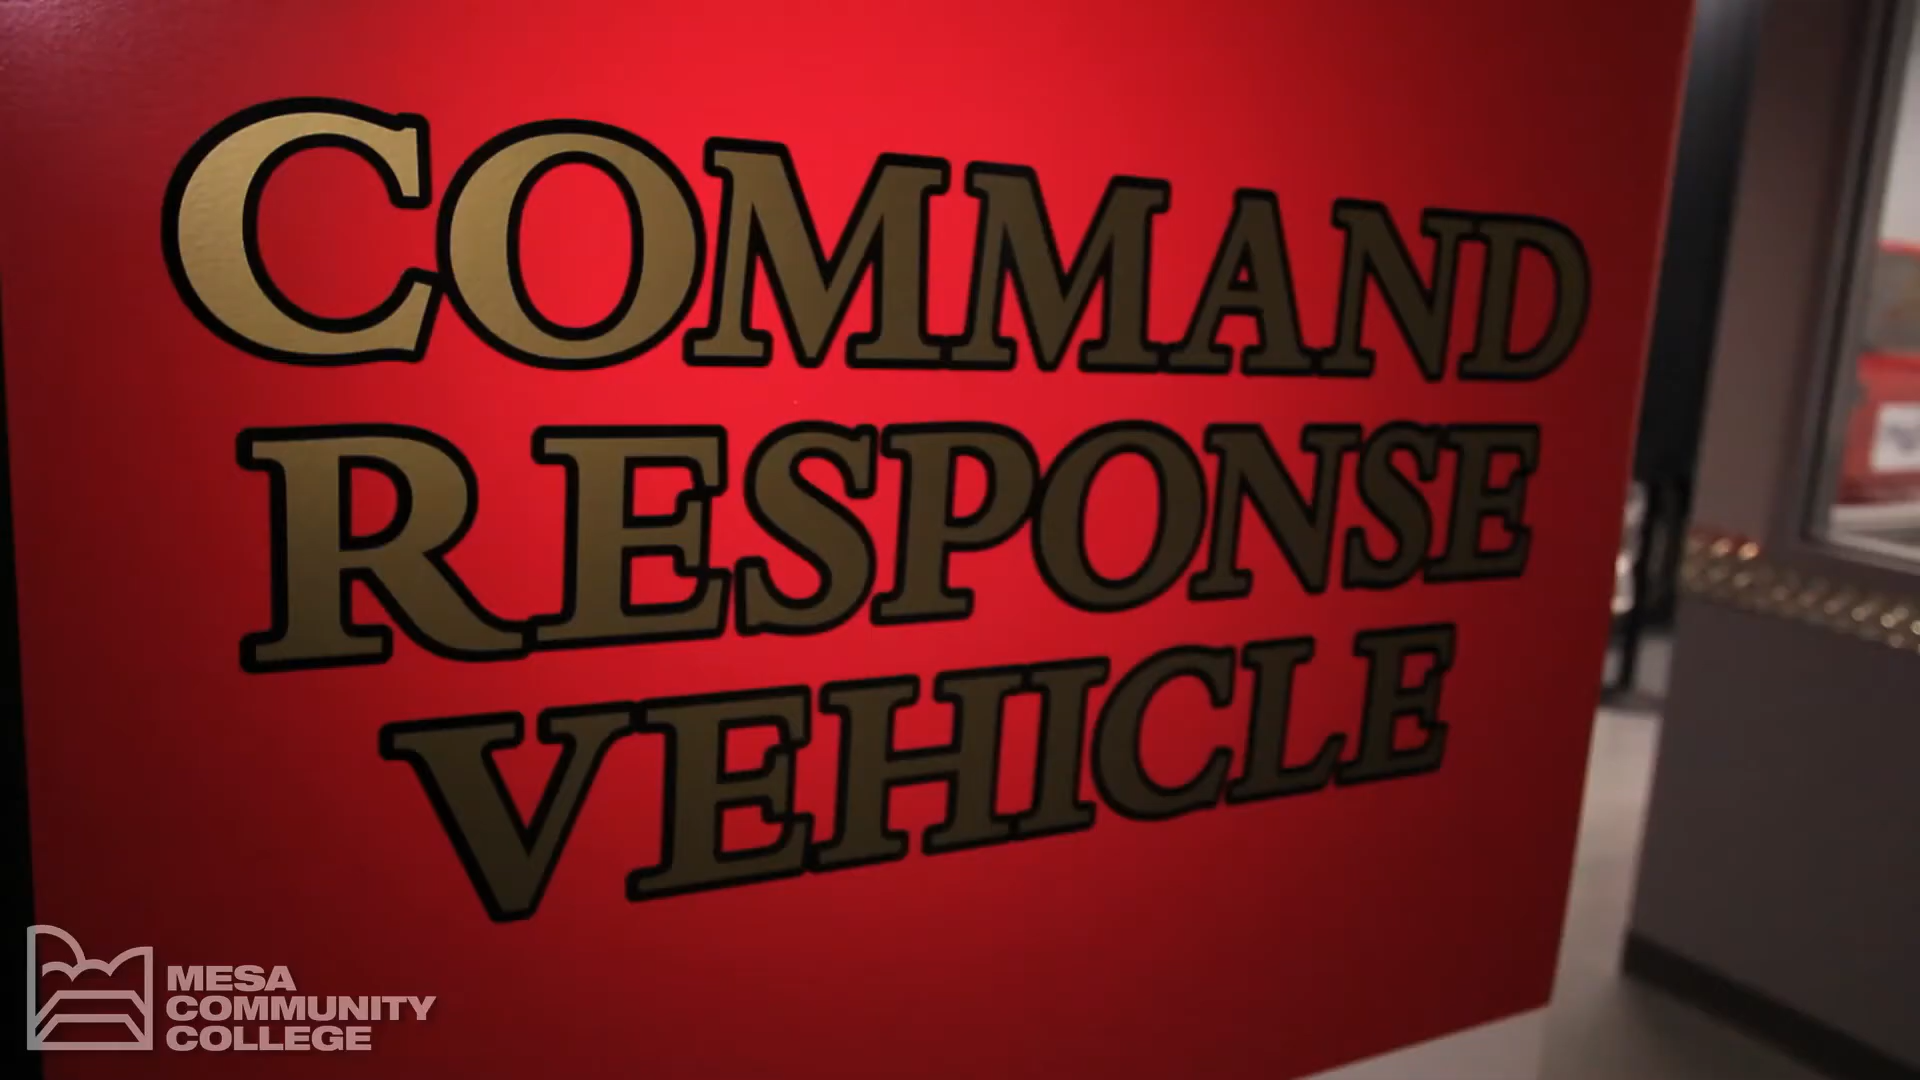 COMMAND
RESPONSE
VEHICLE
MESA
COMMUNITY
COLLEGE